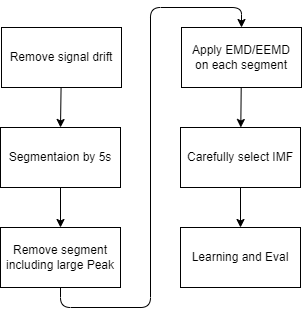 Remove signal drift
Segmentaion by 5s
Remove segment
including large Peak
Apply EMD/EEMD
on each segment
Carefully select IMF
Learning and Eval